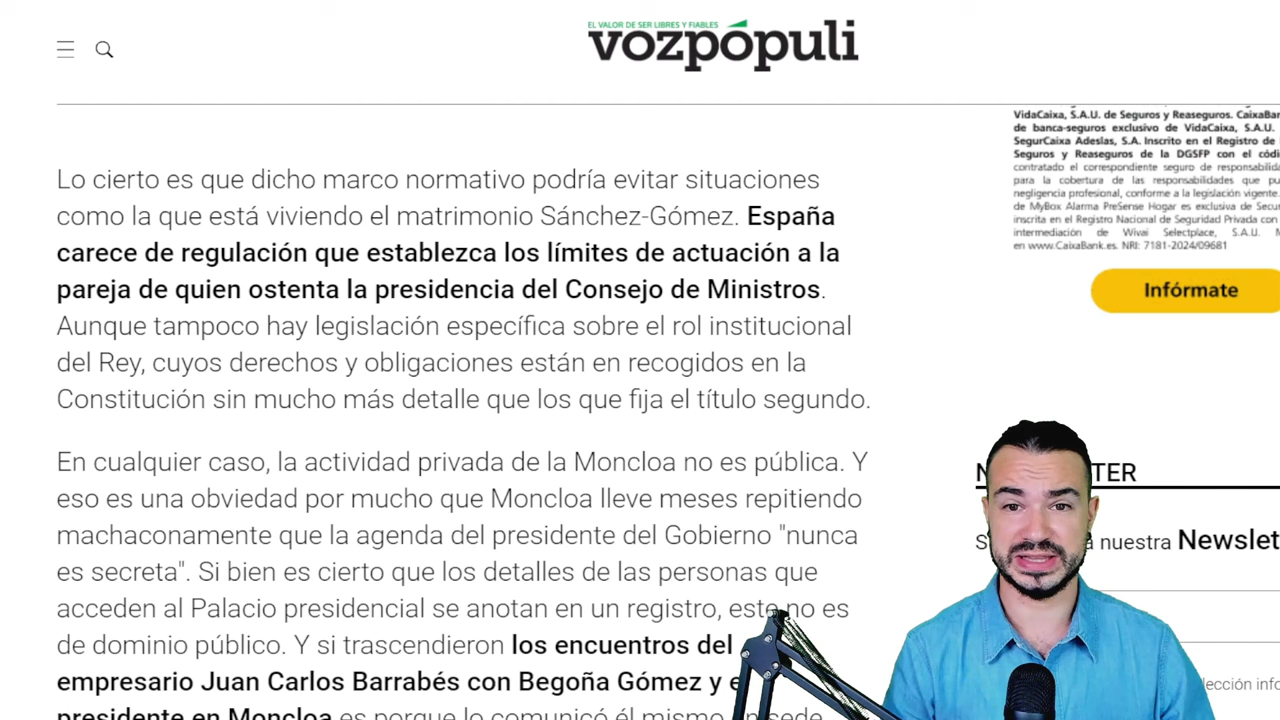 EL VALOR DE SER LIBRES Y FIABLES
vozpópuli
Lo cierto es que dicho marco normativo podría evitar situaciones
como la que está viviendo el matrimonio Sánchez-Gómez. España
carece de regulación que establezca los límites de actuación a la
pareja de quien ostenta la presidencia del Consejo de Ministros.
Aunque tampoco hay legislación específica sobre el rol institucional
del Rey, cuyos derechos y obligaciones están en recogidos en la
Constitución sin mucho más detalle que los que fija el título segundo.
En cualquier caso, la actividad privada de la Moncloa no es pública. Y
eso es una obviedad por mucho que Moncloa lleve meses repitiendo
machaconamente que la agenda del presidente del Gobierno "nunca
es secreta". Si bien es cierto que los detalles de las personas que
acceden al Palacio presidencial se anotan en un registro, este no es
de dominio público. Y si trascendieron los encuentros del
empresario Juan Carlos Barrabés con Begoña Gómez y
presidente en Moncloa es porque lo comunicó él mismo en sede
VidaCaixa, S.A.U. de Seguros y Reaseguros. CaixaBan
de banca-seguros exclusivo de VidaCaixa, S.A.U.
SegurCaixa Adeslas, S.A. Inscrito en el Registro de
Seguros y Reaseguros de la DGSFP con el códi
contratado el correspondiente seguro de responsabilida
para la cobertura de las responsabilidades que pu
negligencia profesional, conforme a la legislación vigente.
de MyBox Alarma PreSense Hogar es exclusiva de Secur
inscrita en el Registro Nacional de Seguridad Privada con
intermediación de Wivai Selectplace, S.A.U. M
en www.CaixaBank.es. NRI: 7181-2024/09681
Infórmate
N TER
S a nuestra Newslet
lección info